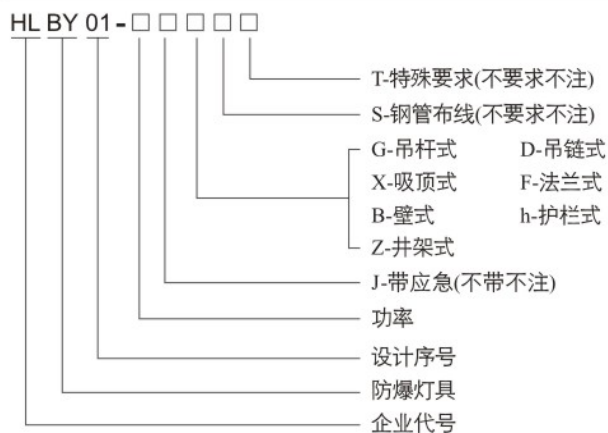 HLBY01-□□□□□
T-特殊要求(不要求不注)
S-钢管布线(不要求不注)
G-吊杆式 D-吊链式
X-吸顶式 F-法兰式
B-壁式 h-护栏式
Z-井架式
J-带应急(不带不注)
功率
设计序号
防爆灯具
企业代号